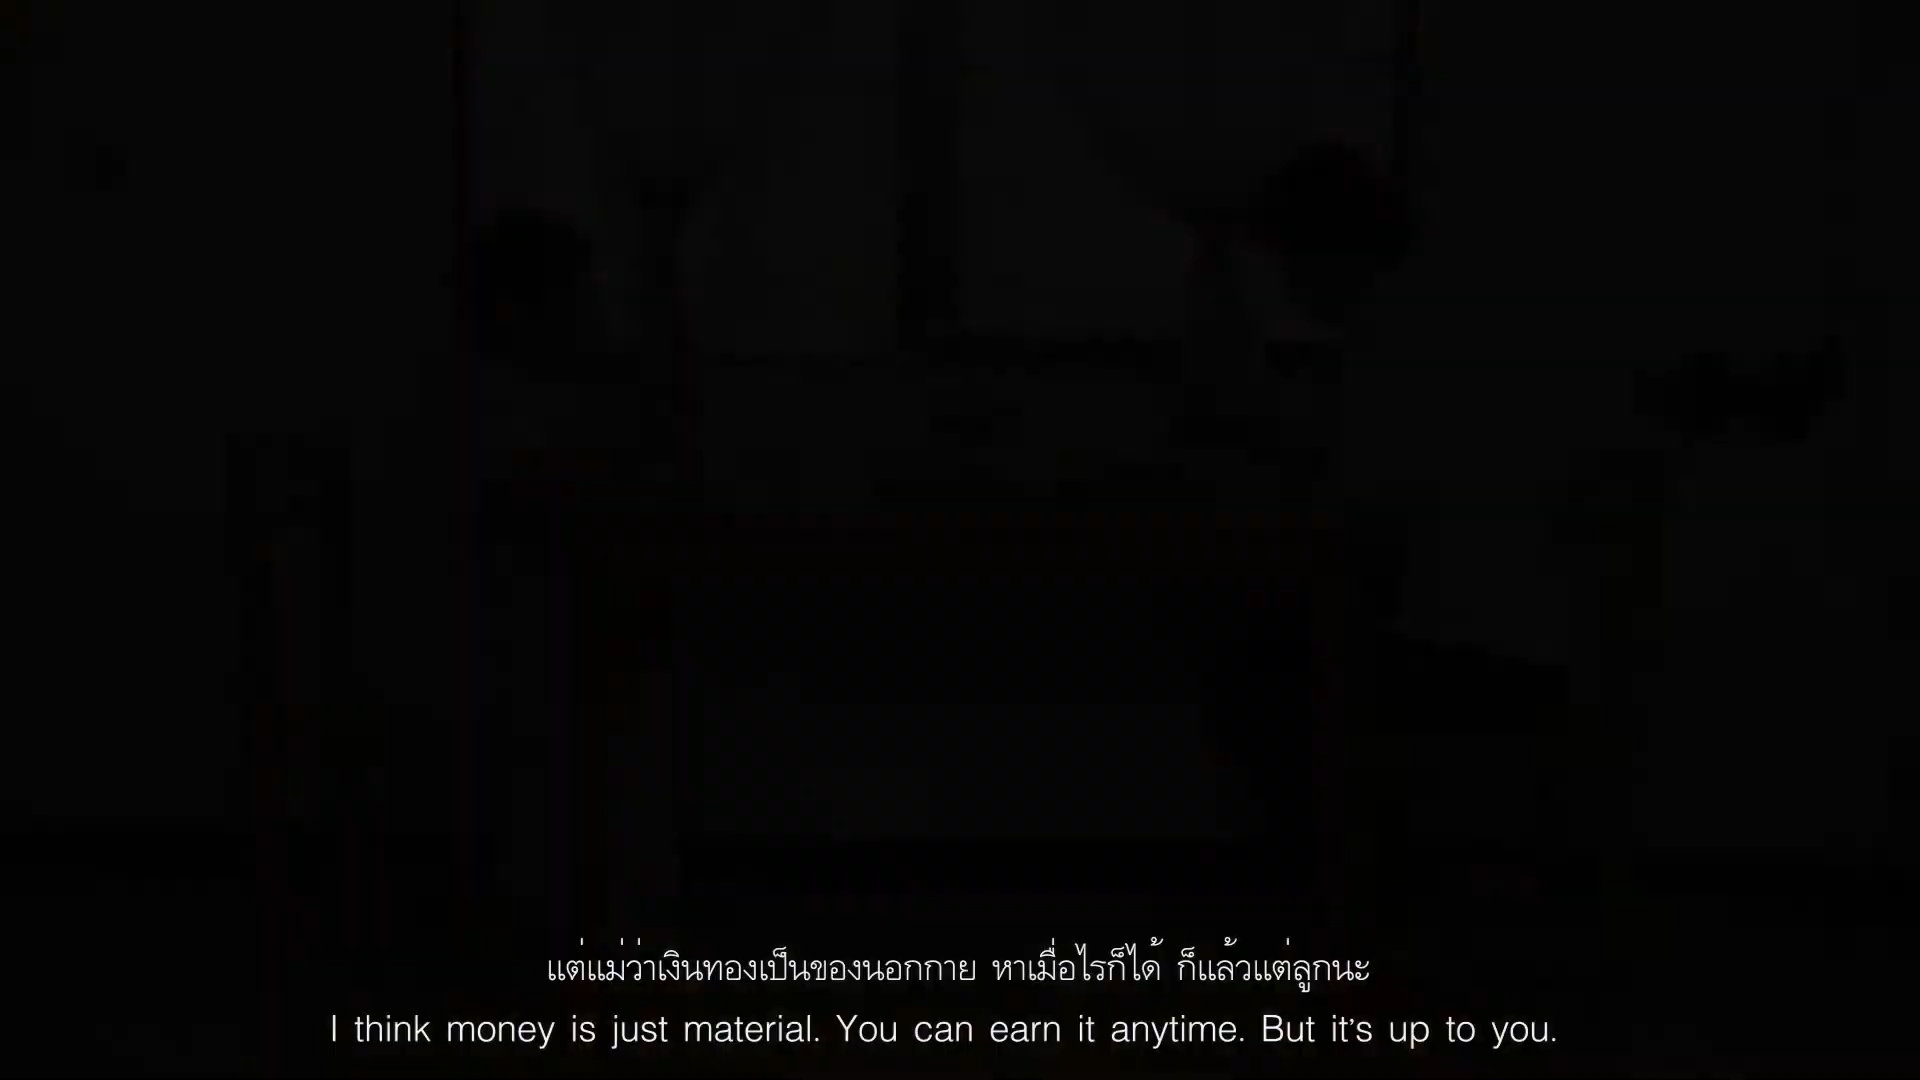 แต่แม่ว่าเงินทองเป็นของนอกกาย หาเมื่อไรก็ได้ ก็แล้วแต่ลูกนะ
I think money is just material. You can earn it anytime. But it's up to you.